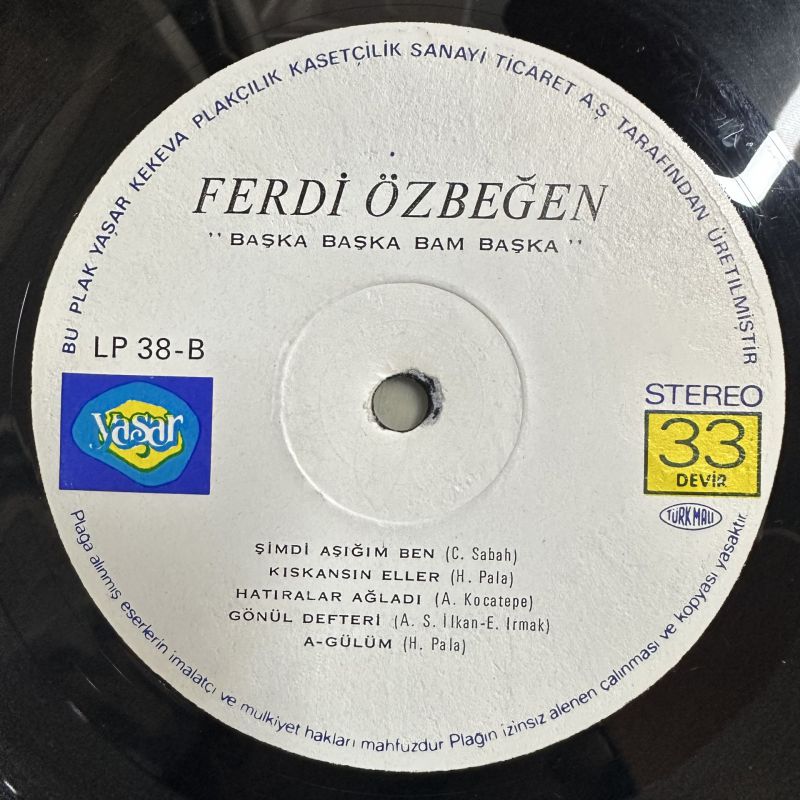 BU PLAK YAŞAR KEKEVA PLAKÇILIK KASETÇİLİK SANAYİ TİCARET A.Ş TARAFINDAN ÜRETİLMİŞTİR
FERDİ ÖZBEĞEN
"BAŞKA BAŞKA BAM BAŞKA"
LP 38-B
yaşar
STEREO
33
DEVİR
TÜRK MALI
ŞİMDİ AŞIĞIM BEN (C. Sabah)
KISKANSIN ELLER (H. Pala)
HATIRALAR AĞLADI (A. Kocatepe)
GÖNÜL DEFTERİ (A. S. İlkan-E. Irmak)
A-GÜLÜM (H. Pala)
Plağa alınmış eserlerin imalatçı ve mulkiyet hakları mahfuzdur Plağın izinsiz alenen çalınması ve kopyası yasaktır.